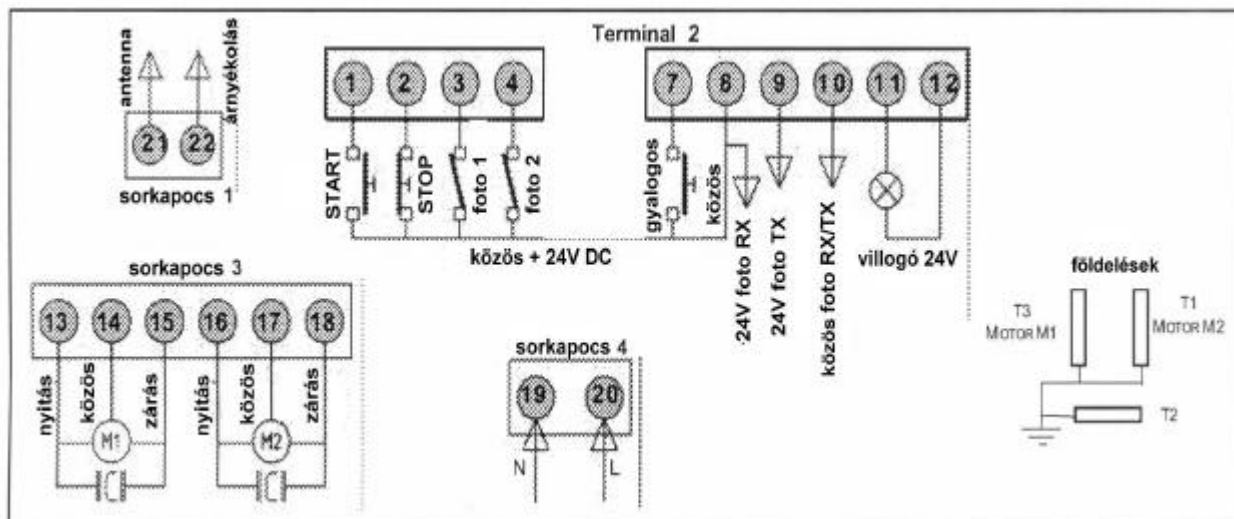 antenna
árnyékolás
21 22
sorkapocs 1
Terminal 2
1 2 3 4
START
STOP
foto 1
foto 2
közös + 24V DC
7 8 9 10 11 12
gyalogos
közös
24V foto RX
24V foto TX
közös foto RX/TX
villogó 24V
sorkapocs 3
13 14 15 16 17 18
nyitás
közös
zárás
nyitás
közös
zárás
M1
M2
sorkapocs 4
19 20
N
L
földelések
T3
MOTOR M1
T1
MOTOR M2
T2